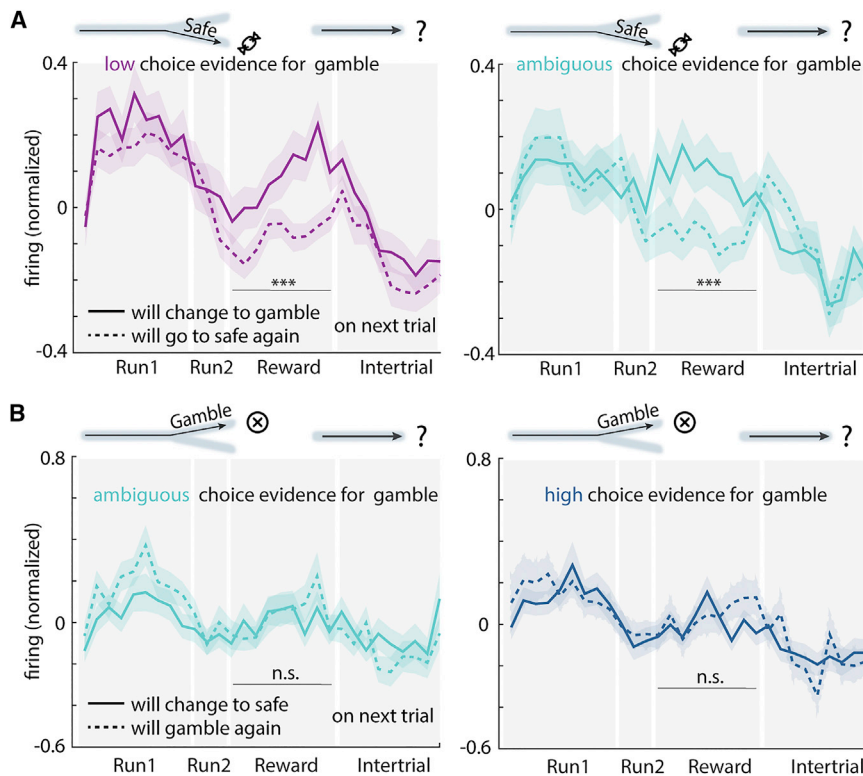 A
Safe
?
Safe
?
low choice evidence for gamble
ambiguous choice evidence for gamble
0.4
0
-0.4
firing (normalized)
***
will change to gamble
will go to safe again
on next trial
Run1 Run2 Reward Intertrial
0.4
0
-0.4
***
Run1 Run2 Reward Intertrial
B
Gamble
?
Gamble
?
ambiguous choice evidence for gamble
high choice evidence for gamble
0.8
0
-0.6
firing (normalized)
n.s.
will change to safe
will gamble again
on next trial
Run1 Run2 Reward Intertrial
0.8
0
-0.6
n.s.
Run1 Run2 Reward Intertrial